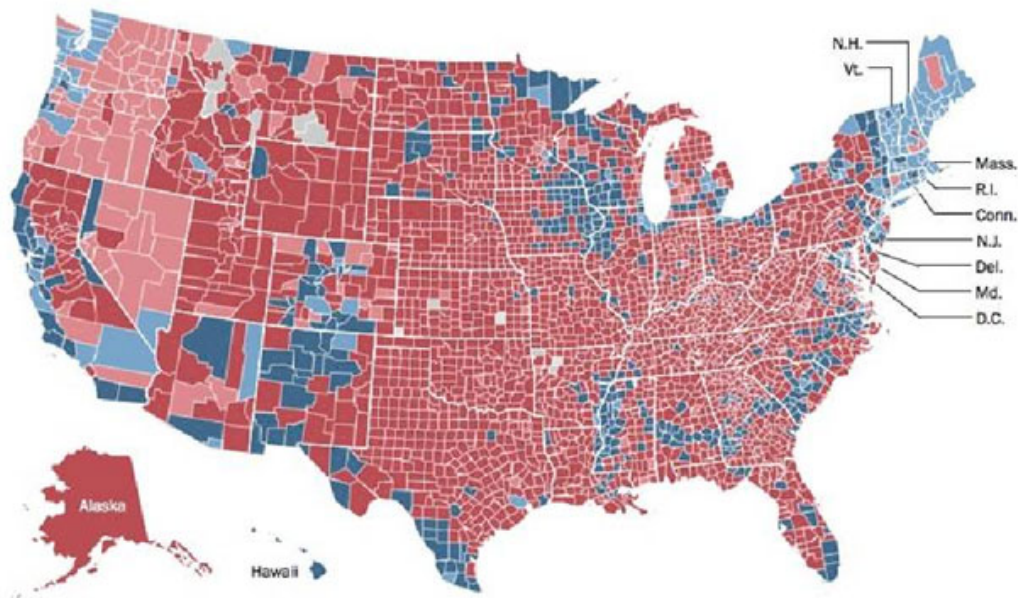 N.H.
Vt.
Mass.
R.I.
Conn.
N.J.
Del.
Md.
D.C.
Alaska
Hawaii